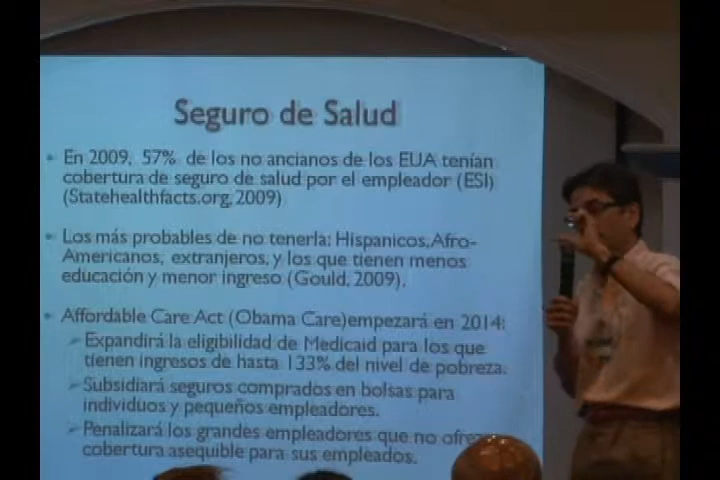 Seguro de Salud
En 2009, 57% de los no ancianos de los EUA tenían
cobertura de seguro de salud por el empleador (ESI)
(Statehealthfacts.org, 2009)
Los más probables de no tenerla: Hispanicos, Afro-
Americanos, extranjeros, y los que tienen menos
educación y menor ingreso (Gould, 2009).
Affordable Care Act (Obama Care)empezará en 2014:
Expandirá la eligibilidad de Medicaid para los que
tienen ingresos de hasta 133% del nivel de pobreza.
Subsidiará seguros comprados en bolsas para
individuos y pequeños empleadores.
Penalizará los grandes empleadores que no
cobertura asequible para sus empleados.